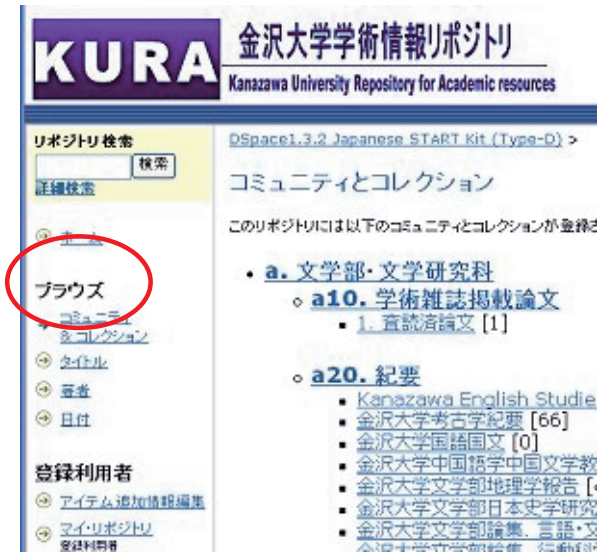 KURA
金沢大学学術情報リポジトリ
Kanazawa University Repository for Academic resources
リポジトリ検索
検索
詳細検索
ホーム
ブラウズ
コミュニティ
&コレクション
タイトル
著者
日付
登録利用者
アイテム追加情報編集
マイ・リポジトリ
登録利用者
DSpace1.3.2 Japanese START Kit (Type-D) >
コミュニティとコレクション
このリポジトリには以下のコミュニティとコレクションが登録さ
a. 文学部・文学研究科
a10. 学術雑誌掲載論文
1. 査読済論文 [1]
a20. 紀要
Kanazawa English Studie
金沢大学考古学紀要 [66]
金沢大学国語国文 [0]
金沢大学中国語学中国文学教
金沢大学文学部地理学報告 [
金沢大学文学部日本史学研究
金沢大学文学部論集. 言語・文
金沢大学文学部論集. 行動科